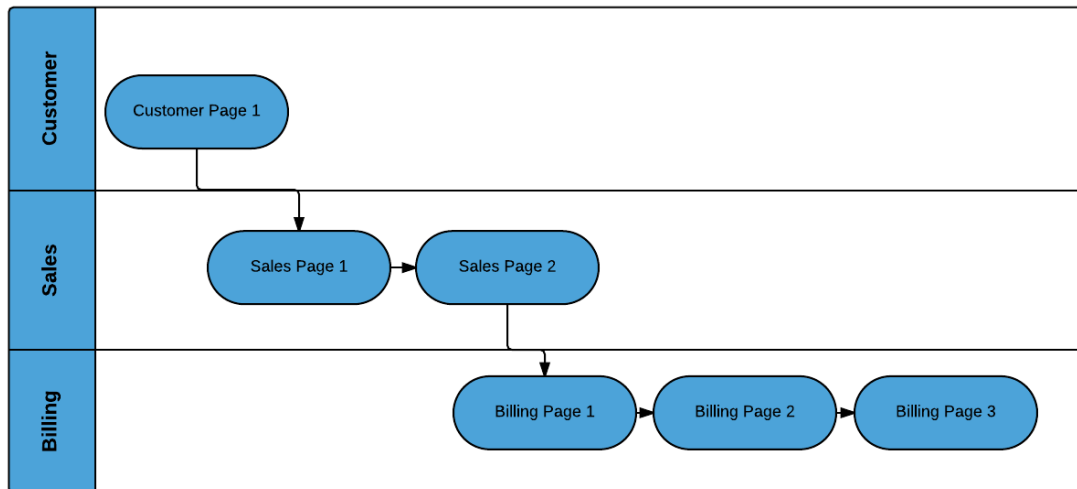 Customer
Customer Page 1
Sales
Sales Page 1
Sales Page 2
Billing
Billing Page 1
Billing Page 2
Billing Page 3